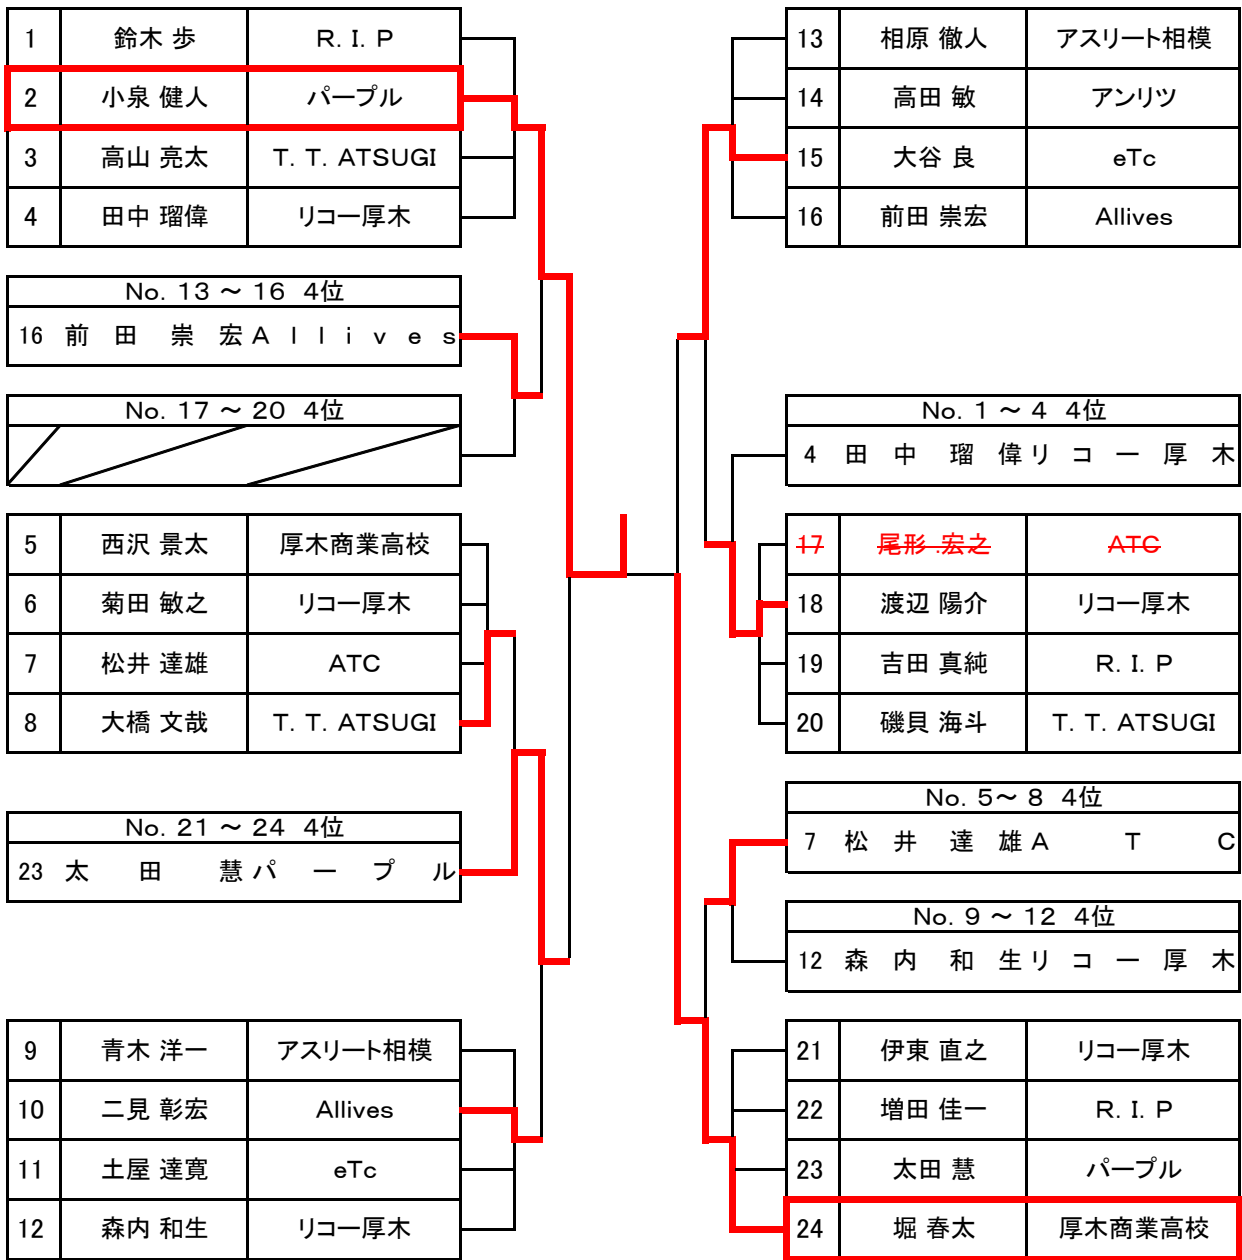 1 鈴木 歩 R. I. P
2 小泉 健人 パープル
3 高山 亮太 T. T. ATSUGI
4 田中 瑠偉 リコー厚木
No. 13 ～ 16 4位
16 前田 崇宏 Allives
No. 17 ～ 20 4位
5 西沢 景太 厚木商業高校
6 菊田 敏之 リコー厚木
7 松井 達雄 ATC
8 大橋 文哉 T. T. ATSUGI
No. 21 ～ 24 4位
23 太田 慧 パープル
9 青木 洋一 アスリート相模
10 二見 彰宏 Allives
11 土屋 達寛 eTc
12 森内 和生 リコー厚木
13 相原 徹人 アスリート相模
14 高田 敏 アンリツ
15 大谷 良 eTc
16 前田 崇宏 Allives
No. 1 ～ 4 4位
4 田中 瑠偉 リコー厚木
17 尾形 宏之 ATC
18 渡辺 陽介 リコー厚木
19 吉田 真純 R. I. P
20 磯貝 海斗 T. T. ATSUGI
No. 5～ 8 4位
7 松井 達雄 ATC
No. 9 ～ 12 4位
12 森内 和生 リコー厚木
21 伊東 直之 リコー厚木
22 増田 佳一 R. I. P
23 太田 慧 パープル
24 堀 春太 厚木商業高校